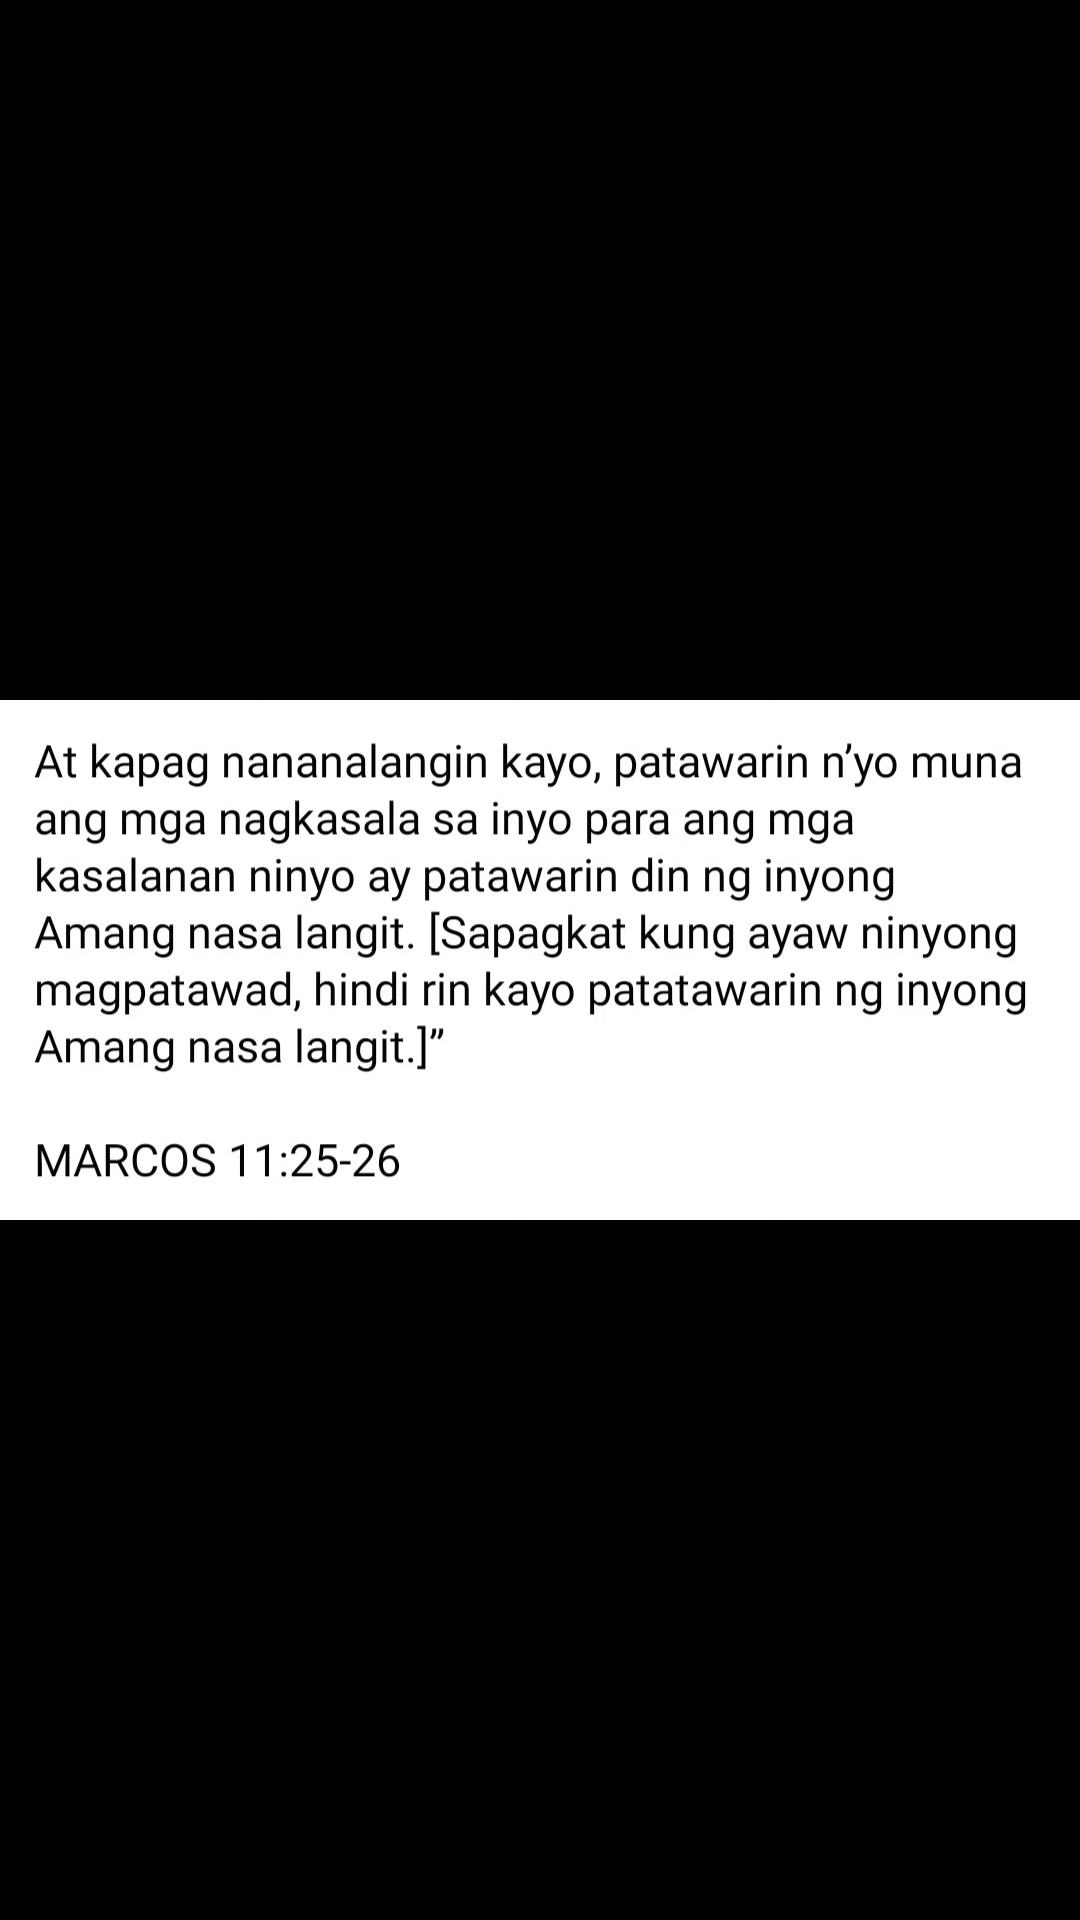 At kapag nananalangin kayo, patawarin n’yo muna
ang mga nagkasala sa inyo para ang mga
kasalanan ninyo ay patawarin din ng inyong
Amang nasa langit. [Sapagkat kung ayaw ninyong
magpatawad, hindi rin kayo patatawarin ng inyong
Amang nasa langit.]”
MARCOS 11:25-26